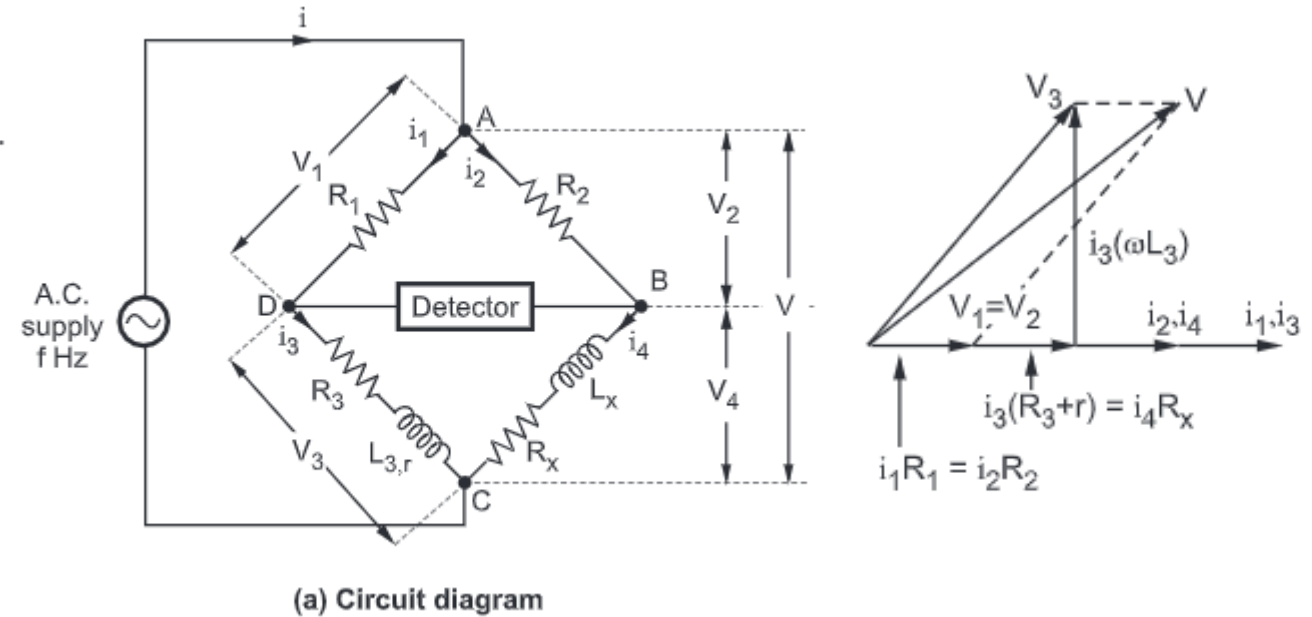 i
A
i₁
i₂
V₁
R₁
R₂
V₂
A.C.
supply
f Hz
D
Detector
B
V
i₃
i₄
R₃
Lₓ
V₄
V₃
L₃,r
Rₓ
C
(a) Circuit diagram
V₃
V
i₃(ωL₃)
V₁=V₂
i₂,i₄
i₁,i₃
i₃(R₃+r) = i₄Rₓ
i₁R₁ = i₂R₂